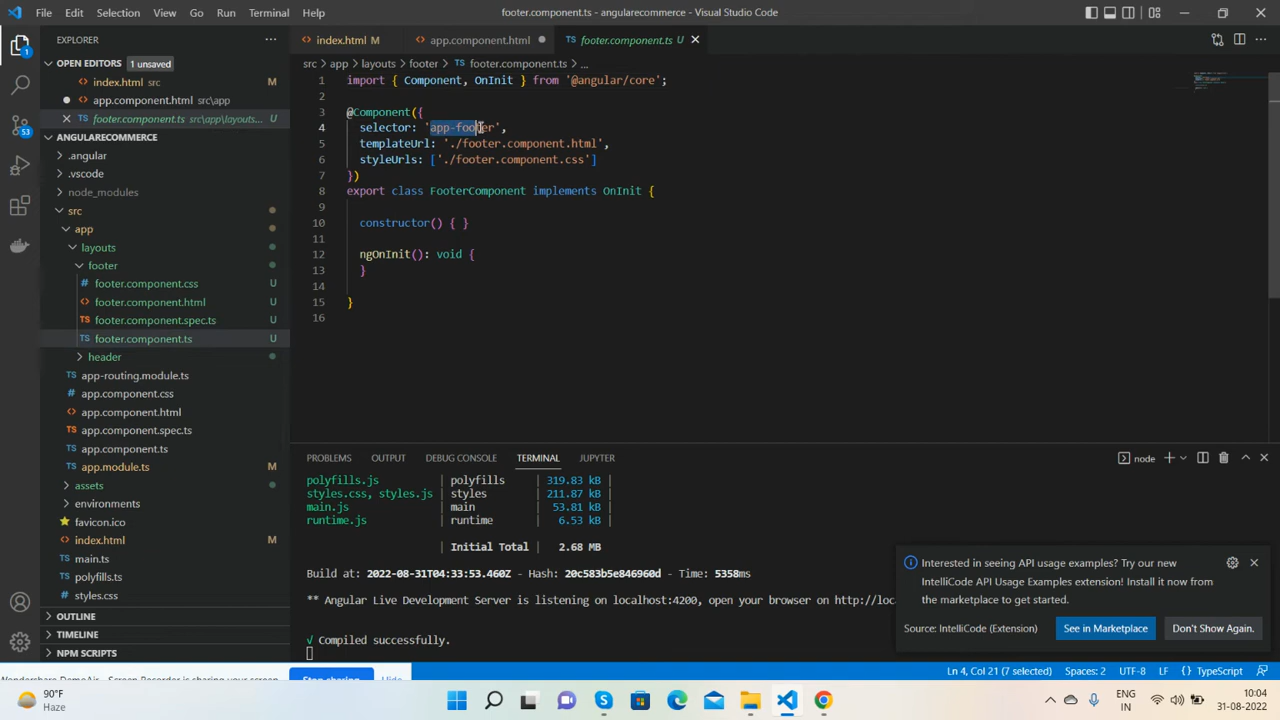 File Edit Selection View Go Run Terminal Help
footer.component.ts - angularecommerce - Visual Studio Code
EXPLORER
index.html M
app.component.html
footer.component.ts U
OPEN EDITORS 1 unsaved
index.html src M
app.component.html src\app
footer.component.ts src\app\layouts... U
ANGULARECOMMERCE
.angular
.vscode
node_modules
src
app
layouts
footer
footer.component.css U
footer.component.html U
footer.component.spec.ts U
footer.component.ts U
header
app-routing.module.ts
app.component.css
app.component.html
app.component.spec.ts
app.component.ts
app.module.ts M
assets
environments
favicon.ico
index.html M
main.ts
polyfills.ts
styles.css
OUTLINE
TIMELINE
NPM SCRIPTS
1
53
src > app > layouts > footer > footer.component.ts > ...
1 import { Component, OnInit } from '@angular/core';
2
3 @Component({
4 selector: 'app-footer',
5 templateUrl: './footer.component.html',
6 styleUrls: ['./footer.component.css']
7 })
8 export class FooterComponent implements OnInit {
9
10 constructor() { }
11
12 ngOnInit(): void {
13 }
14
15 }
16
PROBLEMS OUTPUT DEBUG CONSOLE TERMINAL JUPYTER
node
polyfills.js | polyfills | 319.83 kB |
styles.css, styles.js | styles | 211.87 kB |
main.js | main | 53.81 kB |
runtime.js | runtime | 6.53 kB |
| Initial Total | 2.68 MB
Build at: 2022-08-31T04:33:53.460Z - Hash: 20c583b5e846960d - Time: 5358ms
** Angular Live Development Server is listening on localhost:4200, open your browser on http://loc
√ Compiled successfully.
Interested in seeing API usage examples? Try our new
IntelliCode API Usage Examples extension! Install it now from
the marketplace to get started.
Source: IntelliCode (Extension)
See in Marketplace
Don't Show Again.
Wondershare DemoAir - Screen Recorder is sharing your screen.
Stop sharing
Hide
Ln 4, Col 21 (7 selected) Spaces: 2 UTF-8 LF {} TypeScript
90°F
Haze
ENG
IN
10:04
31-08-2022